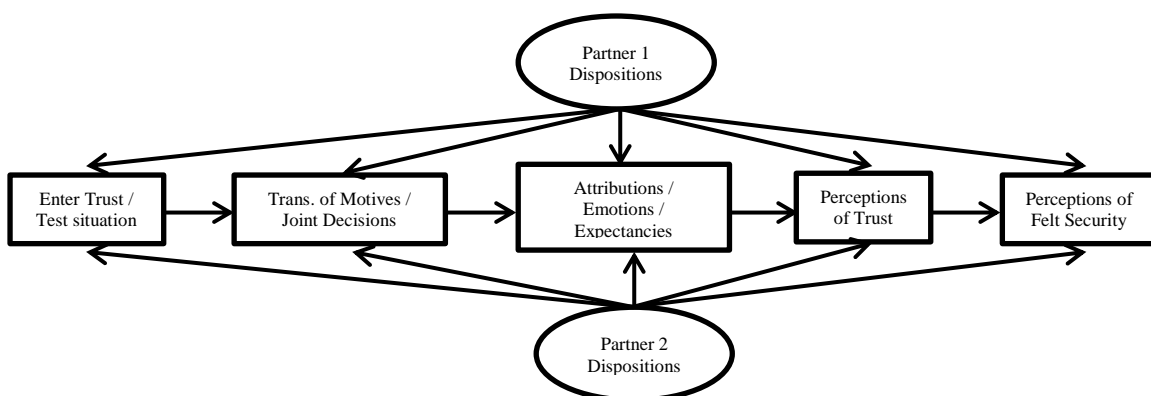 Partner 1
Dispositions
Enter Trust /
Test situation
Trans. of Motives /
Joint Decisions
Attributions /
Emotions /
Expectancies
Perceptions
of Trust
Perceptions of
Felt Security
Partner 2
Dispositions